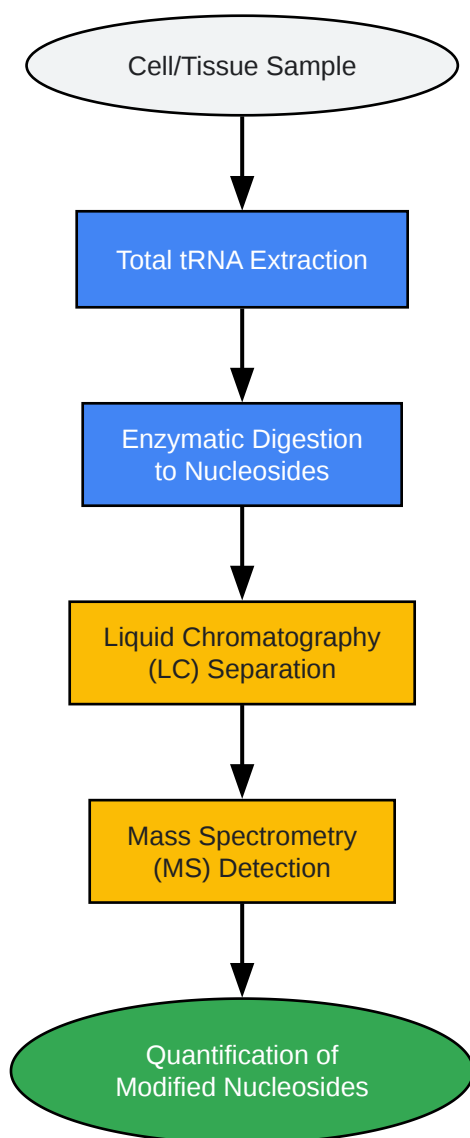 Cell/Tissue Sample
Total tRNA Extraction
Enzymatic Digestion
to Nucleosides
Liquid Chromatography
(LC) Separation
Mass Spectrometry
(MS) Detection
Quantification of
Modified Nucleosides